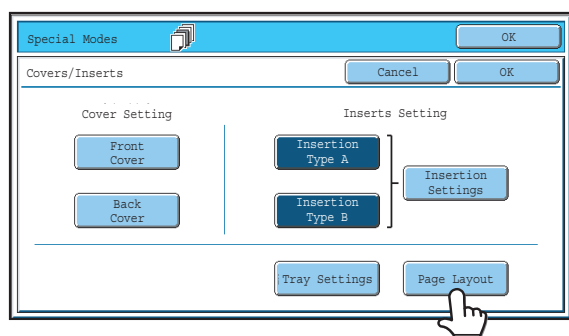 Special Modes
OK
Covers/Inserts
Cancel
OK
Cover Setting
Inserts Setting
Front
Cover
Insertion
Type A
Insertion
Settings
Back
Cover
Insertion
Type B
Tray Settings
Page Layout